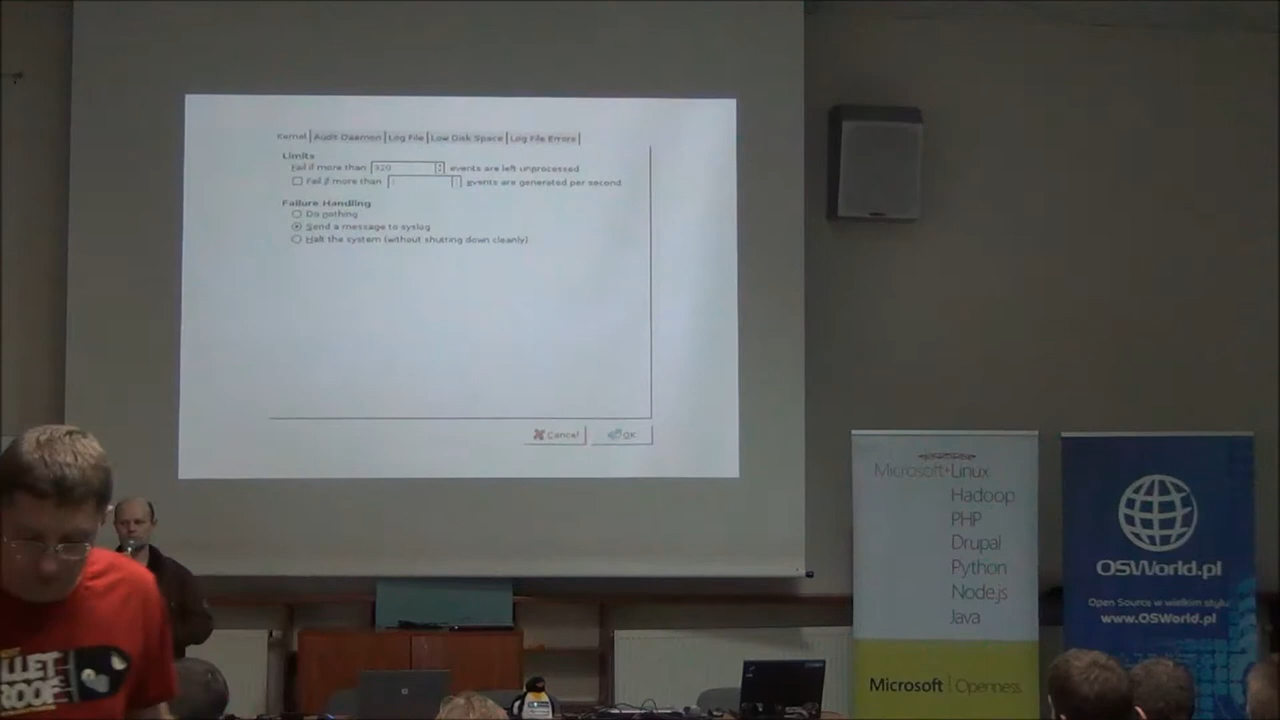 Kernel Audit Daemon Log File Low Disk Space Log File Errors
Limits
Fail if more than 320 events are left unprocessed
Fail if more than 1 events are generated per second
Failure Handling
Do nothing
Send a message to syslog
Halt the system (without shutting down cleanly)
Cancel OK
Microsoft+Linux
Hadoop
PHP
Drupal
Python
Node.js
Java
Microsoft | Openness
OSWorld.pl
Open Source w wielkim stylu
www.OSWorld.pl
LLET
ROOF